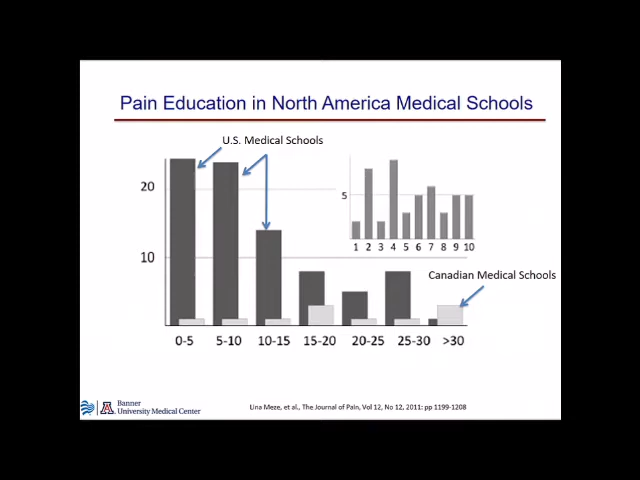 Pain Education in North America Medical Schools
U.S. Medical Schools
20
10
5
1 2 3 4 5 6 7 8 9 10
Canadian Medical Schools
0-5 5-10 10-15 15-20 20-25 25-30 >30
Banner
University Medical Center
Lina Meze, et al., The Journal of Pain, Vol 12, No 12, 2011: pp 1199-1208